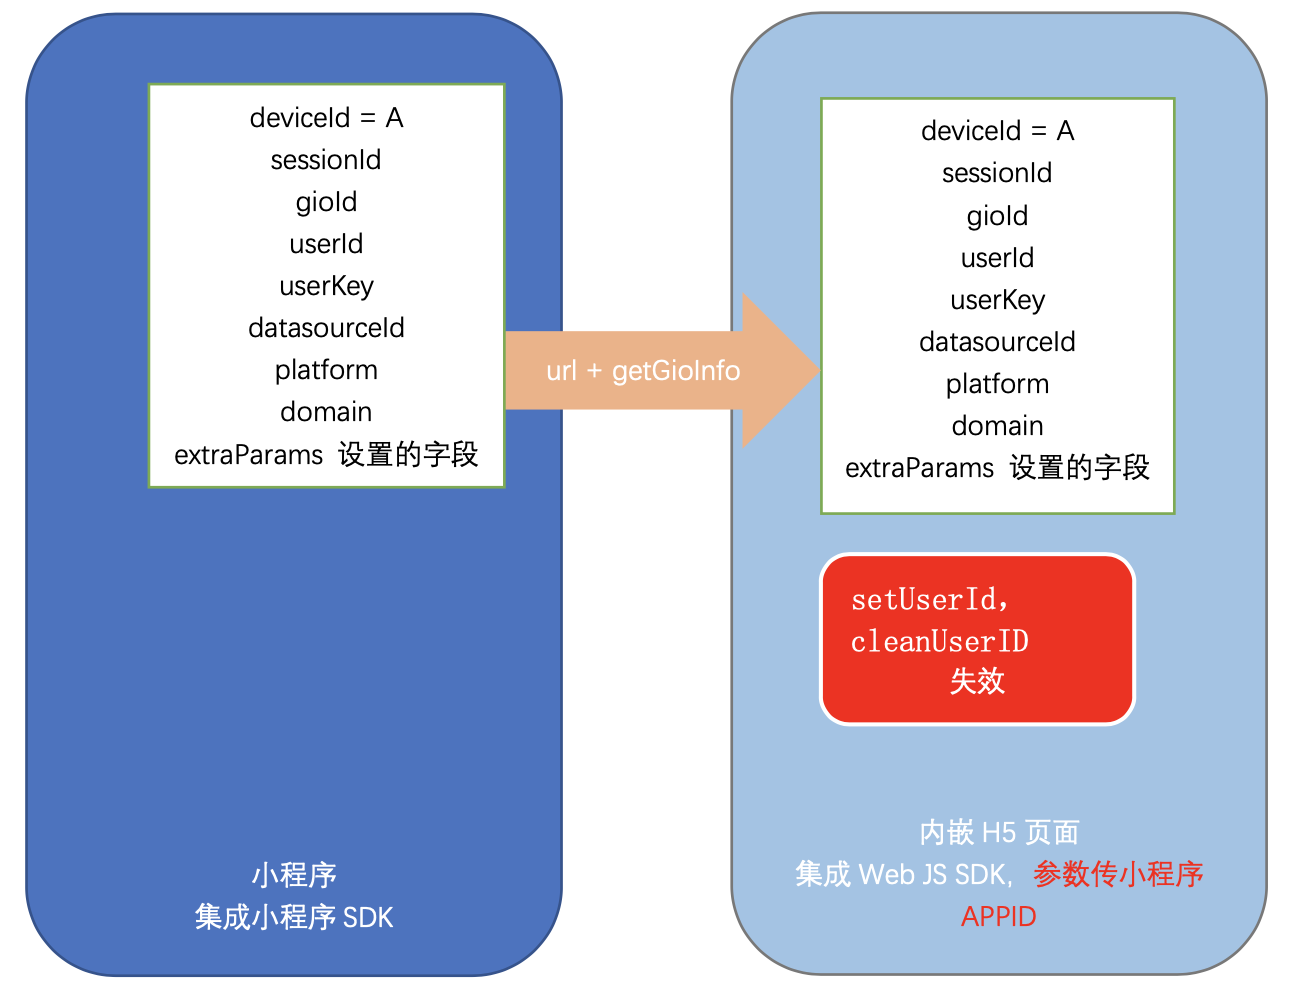 deviceId = A
sessionId
gioId
userId
userKey
datasourceId
platform
domain
extraParams 设置的字段
小程序
集成小程序 SDK
url + getGioInfo
deviceId = A
sessionId
gioId
userId
userKey
datasourceId
platform
domain
extraParams 设置的字段
setUserId,
cleanUserID
失效
内嵌 H5 页面
集成 Web JS SDK, 参数传小程序
APPID